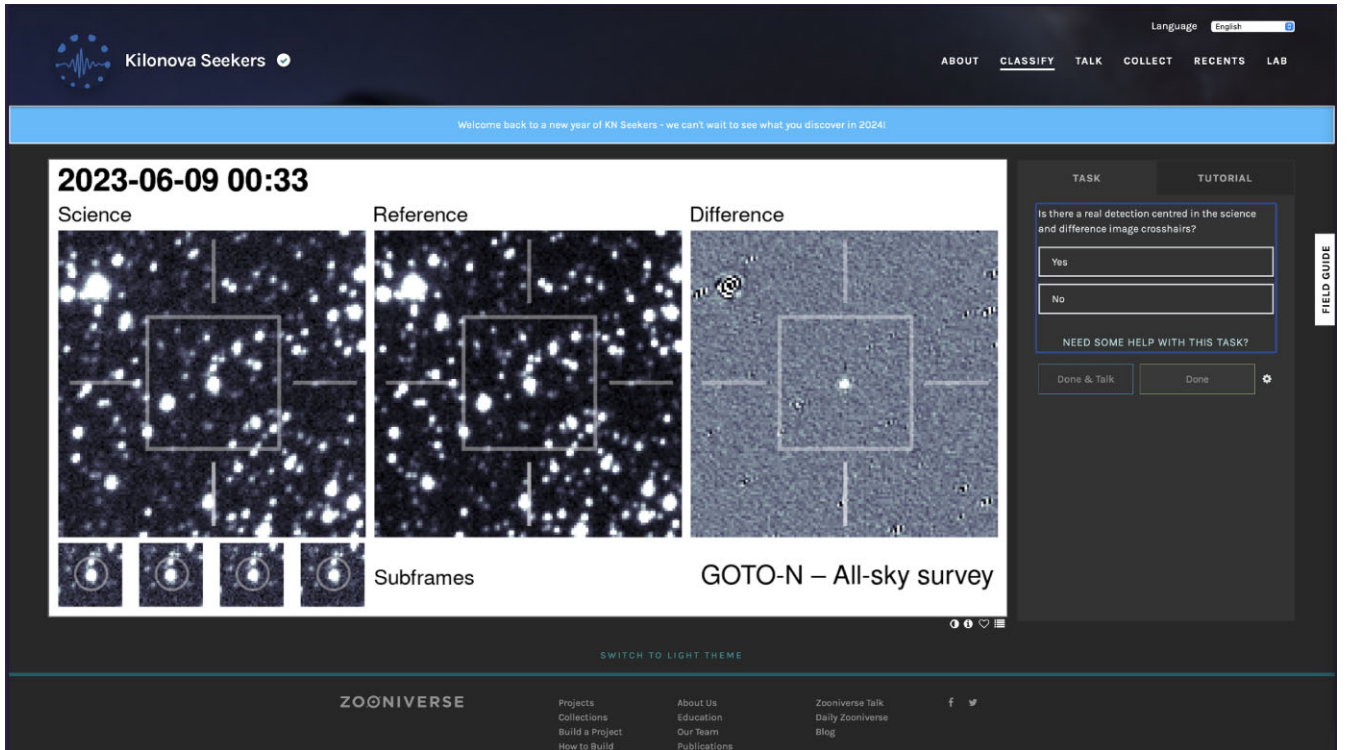 Language English
Kilonova Seekers
ABOUT CLASSIFY TALK COLLECT RECENTS LAB
Welcome back to a new year of KN Seekers - we can't wait to see what you discover in 2024!
2023-06-09 00:33
Science Reference Difference
Subframes
GOTO-N – All-sky survey
TASK TUTORIAL
Is there a real detection centred in the science
and difference image crosshairs?
Yes
No
NEED SOME HELP WITH THIS TASK?
Done & Talk Done
FIELD GUIDE
SWITCH TO LIGHT THEME
ZOONIVERSE
Projects
Collections
Build a Project
How to Build
About Us
Education
Our Team
Publications
Zooniverse Talk
Daily Zooniverse
Blog